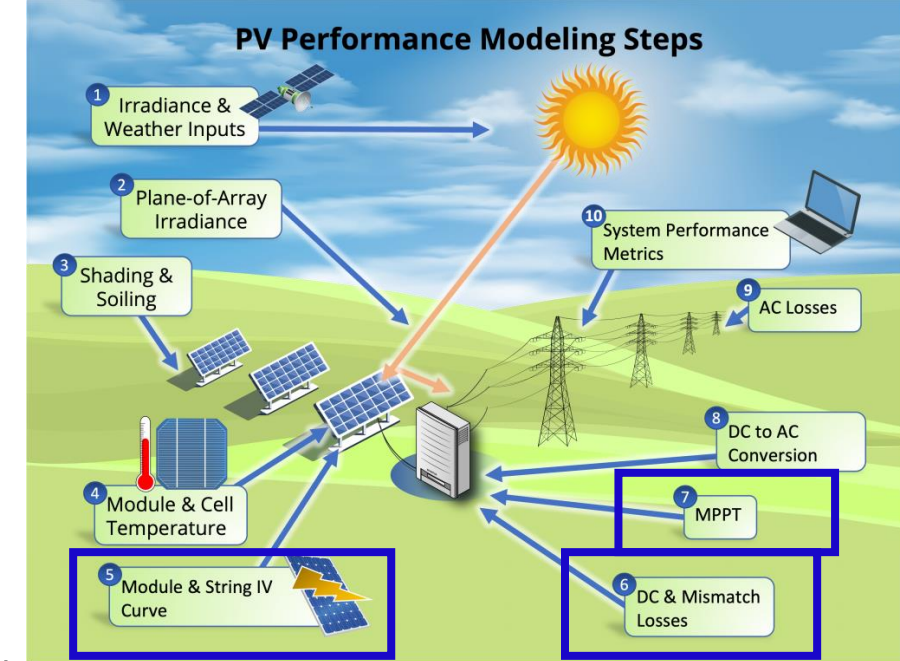 PV Performance Modeling Steps
1
Irradiance &
Weather Inputs
2
Plane-of-Array
Irradiance
3
Shading &
Soiling
4
Module & Cell
Temperature
5
Module & String IV
Curve
6
DC & Mismatch
Losses
7
MPPT
8
DC to AC
Conversion
9
AC Losses
10
System Performance
Metrics